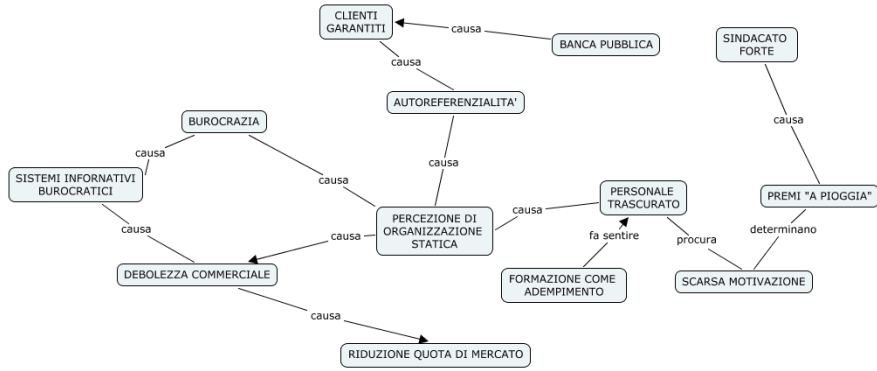 CLIENTI
GARANTITI
causa
BANCA PUBBLICA
SINDACATO
FORTE
causa
AUTOREFERENZIALITA'
BUROCRAZIA
causa
causa
causa
SISTEMI INFORNATIVI
BUROCRATICI
causa
PERSONALE
TRASCURATO
PREMI "A PIOGGIA"
causa
PERCEZIONE DI
ORGANIZZAZIONE
STATICA
causa
causa
causa
fa sentire
procura
determinano
DEBOLEZZA COMMERCIALE
FORMAZIONE COME
ADEMPIMENTO
SCARSA MOTIVAZIONE
causa
RIDUZIONE QUOTA DI MERCATO